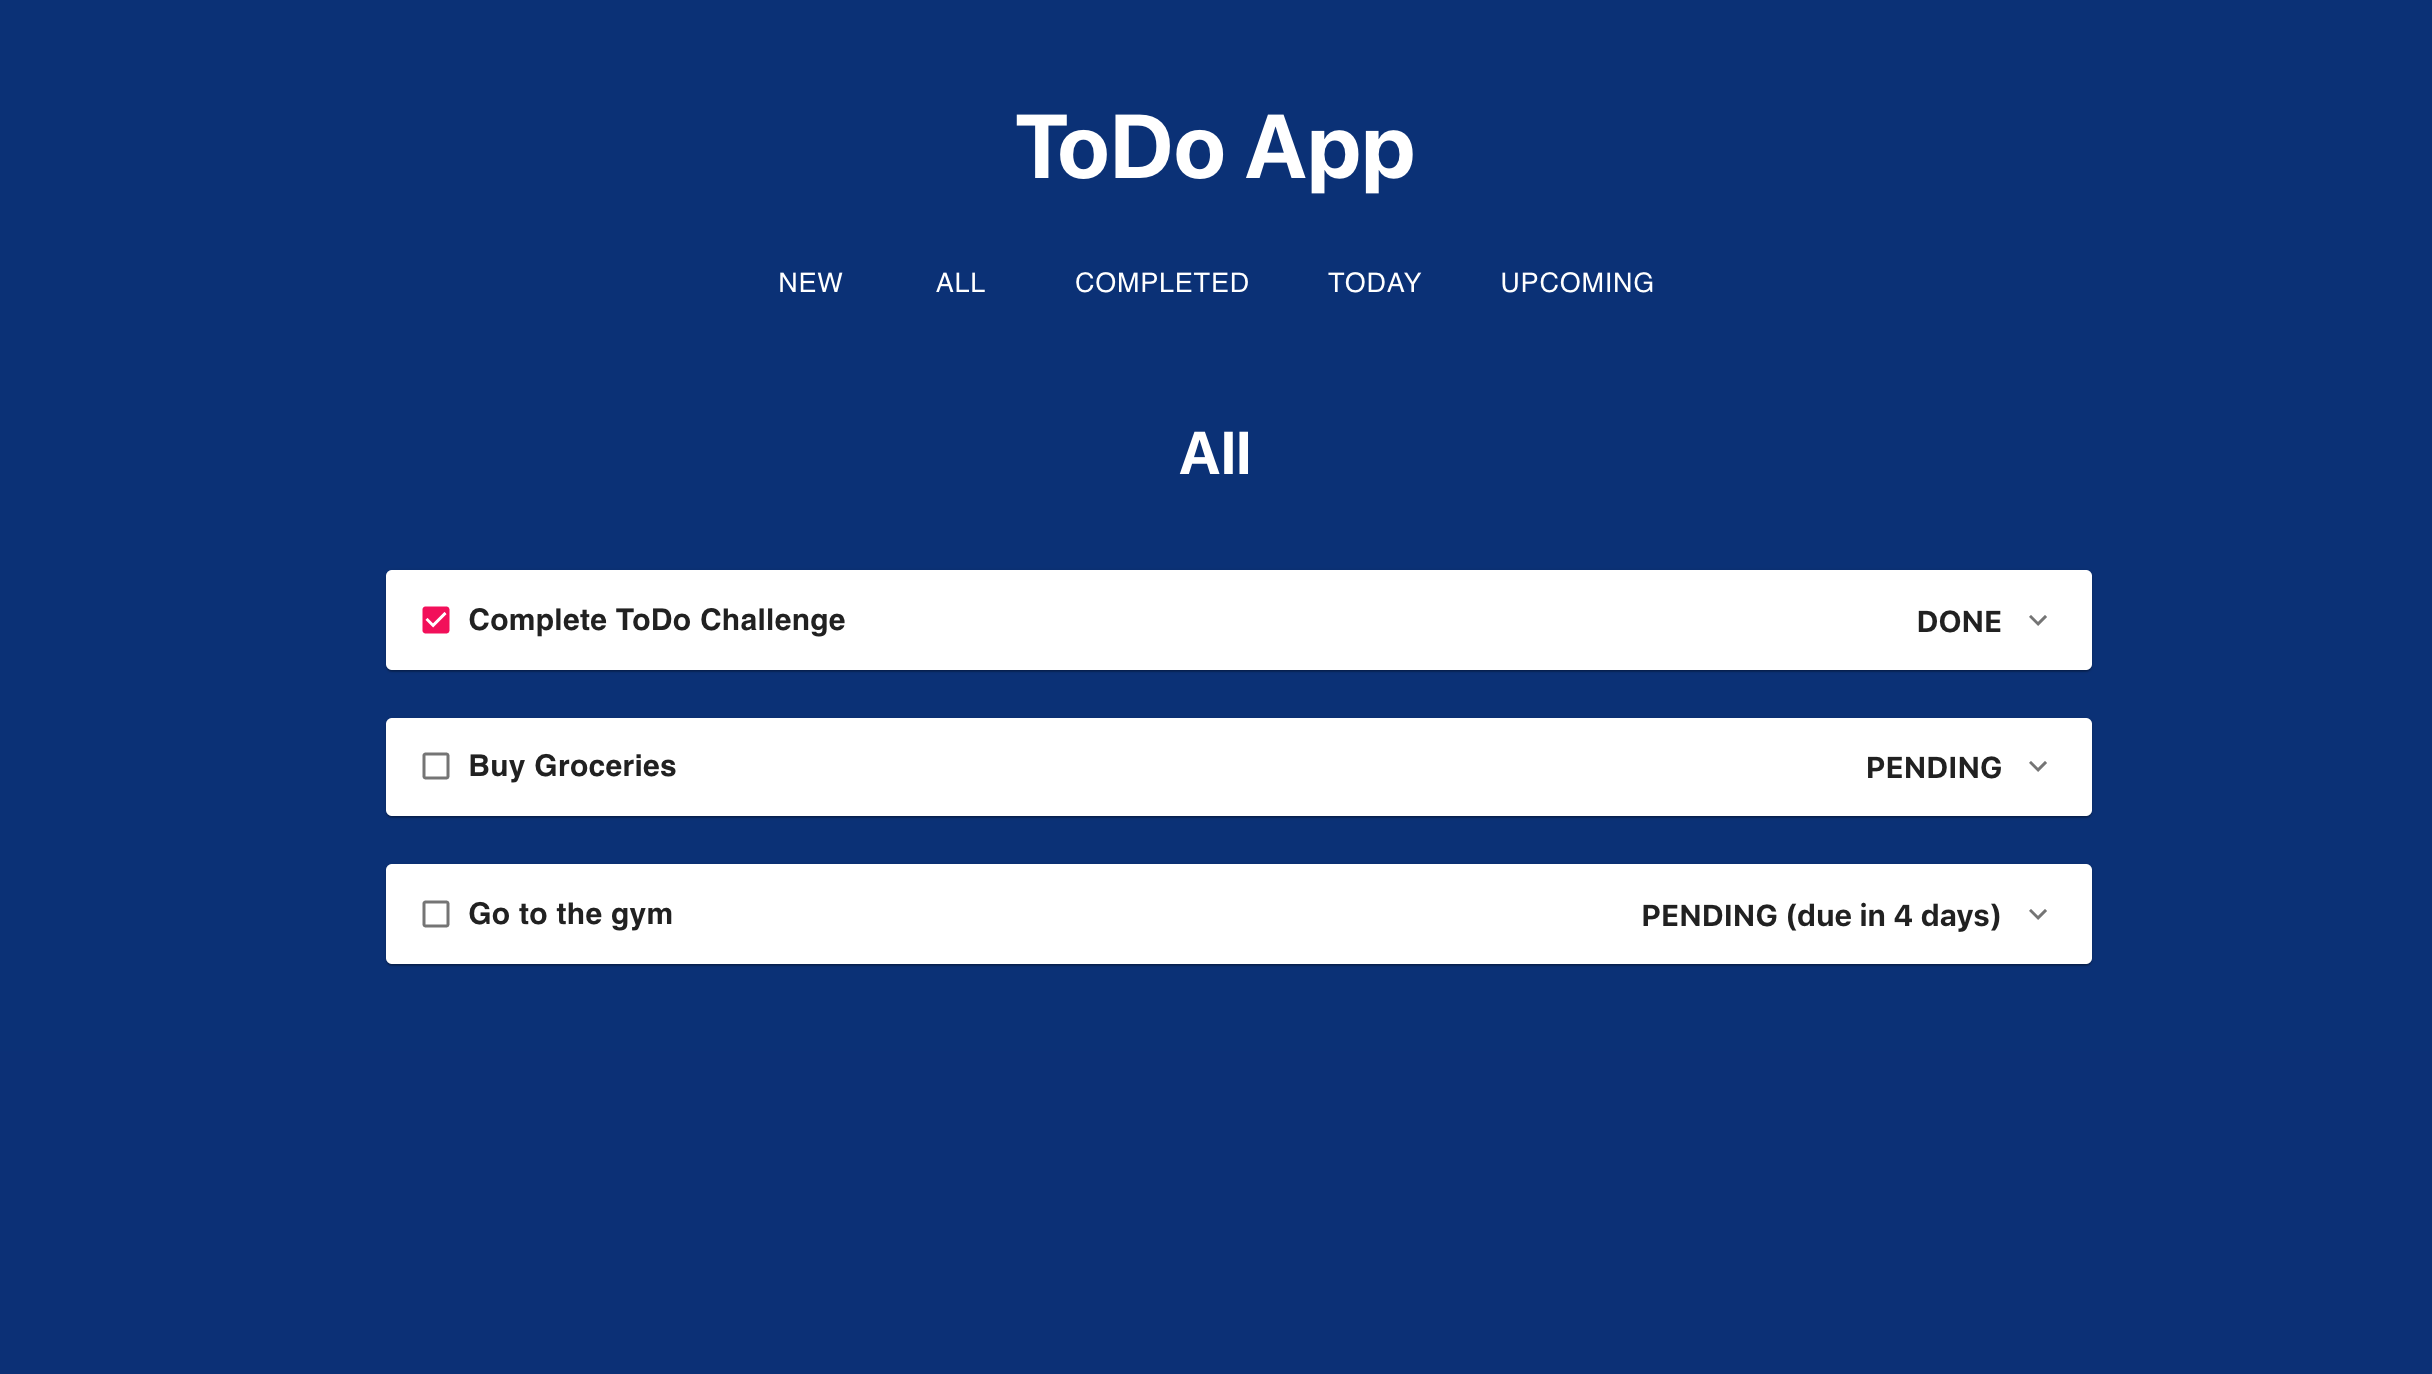 ToDo App
NEW ALL COMPLETED TODAY UPCOMING
All
Complete ToDo Challenge DONE
Buy Groceries PENDING
Go to the gym PENDING (due in 4 days)